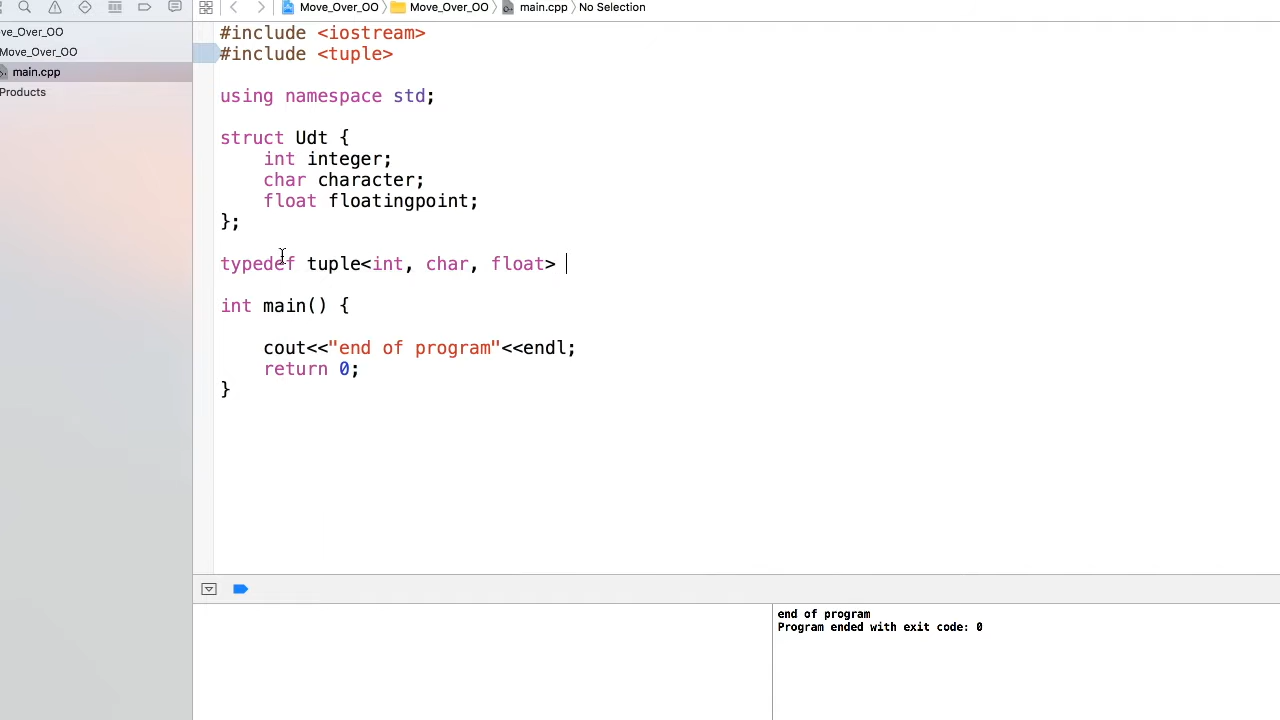 Move_Over_OO Move_Over_OO main.cpp No Selection
ve_Over_OO
Move_Over_OO
main.cpp
Products
#include <iostream>
#include <tuple>
using namespace std;
struct Udt {
int integer;
char character;
float floatingpoint;
};
typedef tuple<int, char, float>
int main() {
cout<<"end of program"<<endl;
return 0;
}
end of program
Program ended with exit code: 0